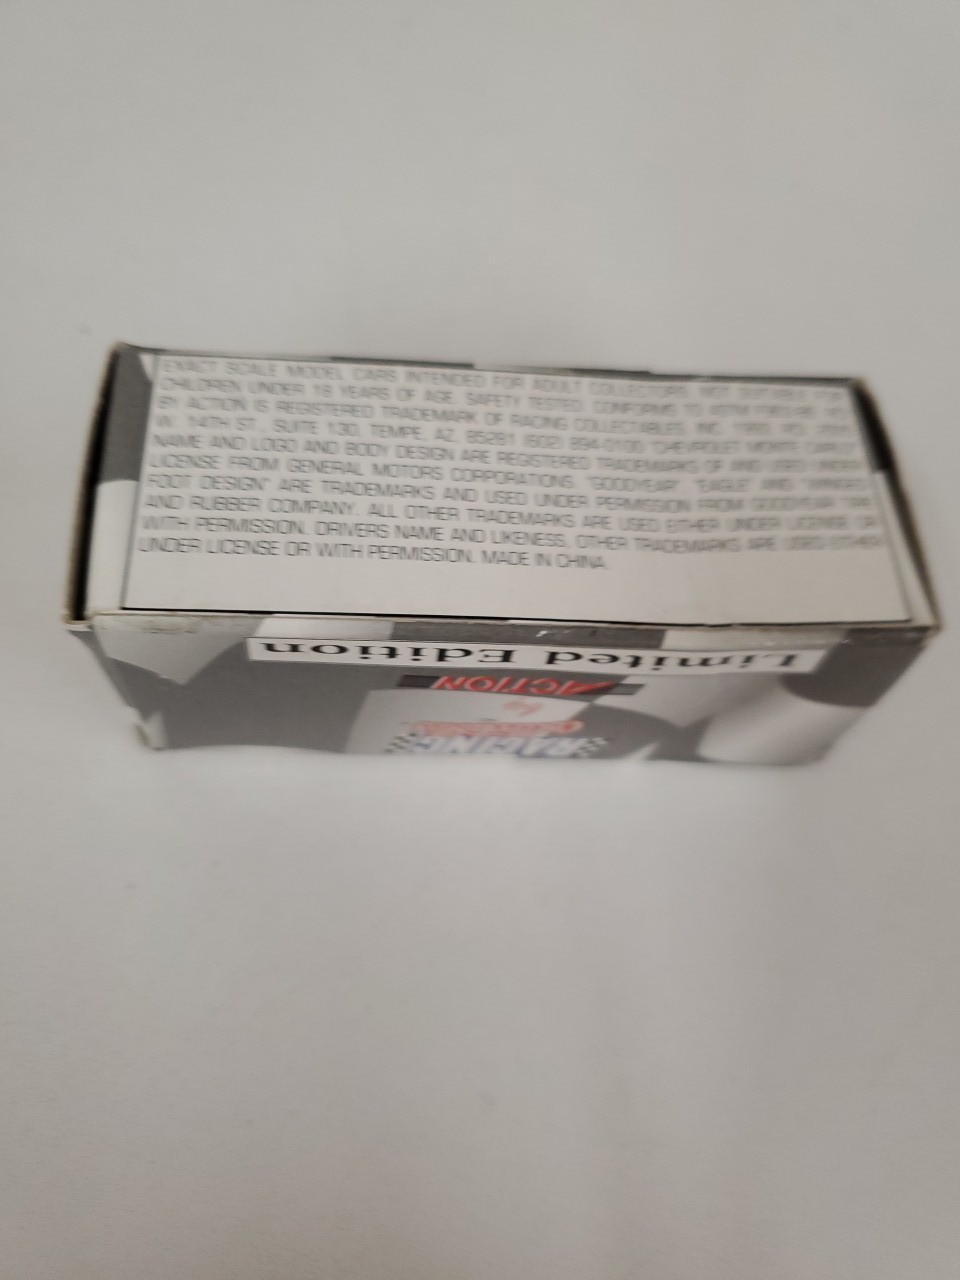 EXACT SCALE MODEL CARS INTENDED FOR ADULT COLLECTORS. NOT SUITABLE FOR
CHILDREN UNDER 18 YEARS OF AGE. SAFETY TESTED. CONFORMS TO ASTM
BY ACTION IS REGISTERED TRADEMARK OF RACING COLLECTABLES, INC.
W. 14TH ST., SUITE 130, TEMPE, AZ. 85281 (602) 894-0100. "CHEVROLET MONTE CARLO"
NAME AND LOGO AND BODY DESIGN ARE REGISTERED TRADEMARKS OF AND USED UNDER
LICENSE FROM GENERAL MOTORS CORPORATIONS. "GOODYEAR", "EAGLE" AND "WINGED
FOOT DESIGN" ARE TRADEMARKS AND USED UNDER PERMISSION FROM GOODYEAR TIRE
AND RUBBER COMPANY. ALL OTHER TRADEMARKS ARE USED EITHER UNDER LICENSE OR
WITH PERMISSION. DRIVERS NAME AND LIKENESS, OTHER TRADEMARKS ARE USED EITHER
UNDER LICENSE OR WITH PERMISSION. MADE IN CHINA.
Limited Edition
ACTION
by
RACING